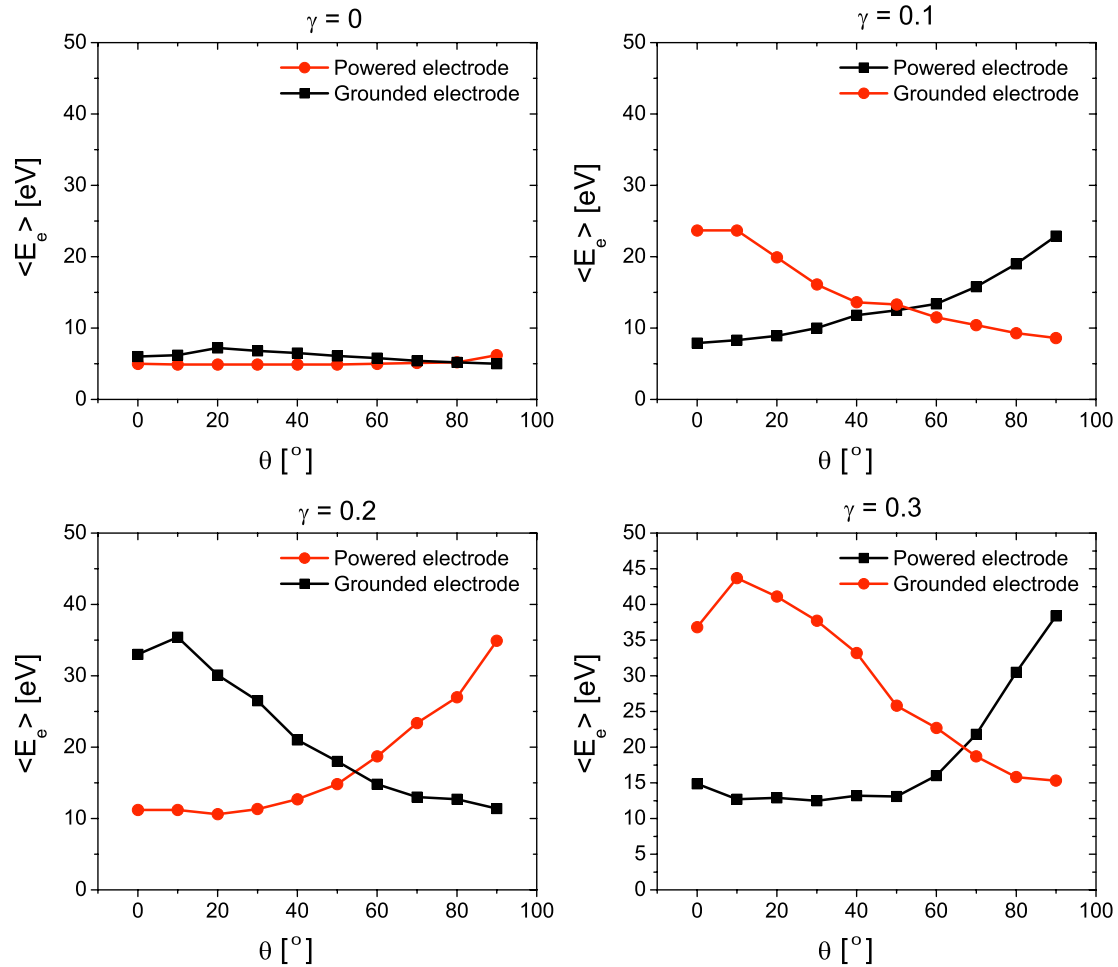 γ = 0
50
40
30
20
10
0
<E_e> [eV]
Powered electrode
Grounded electrode
0 20 40 60 80 100
θ [°]
γ = 0.1
50
40
30
20
10
0
<E_e> [eV]
Powered electrode
Grounded electrode
0 20 40 60 80 100
θ [°]
γ = 0.2
50
40
30
20
10
0
<E_e> [eV]
Powered electrode
Grounded electrode
0 20 40 60 80 100
θ [°]
γ = 0.3
50
45
40
35
30
25
20
15
10
5
0
<E_e> [eV]
Powered electrode
Grounded electrode
0 20 40 60 80 100
θ [°]